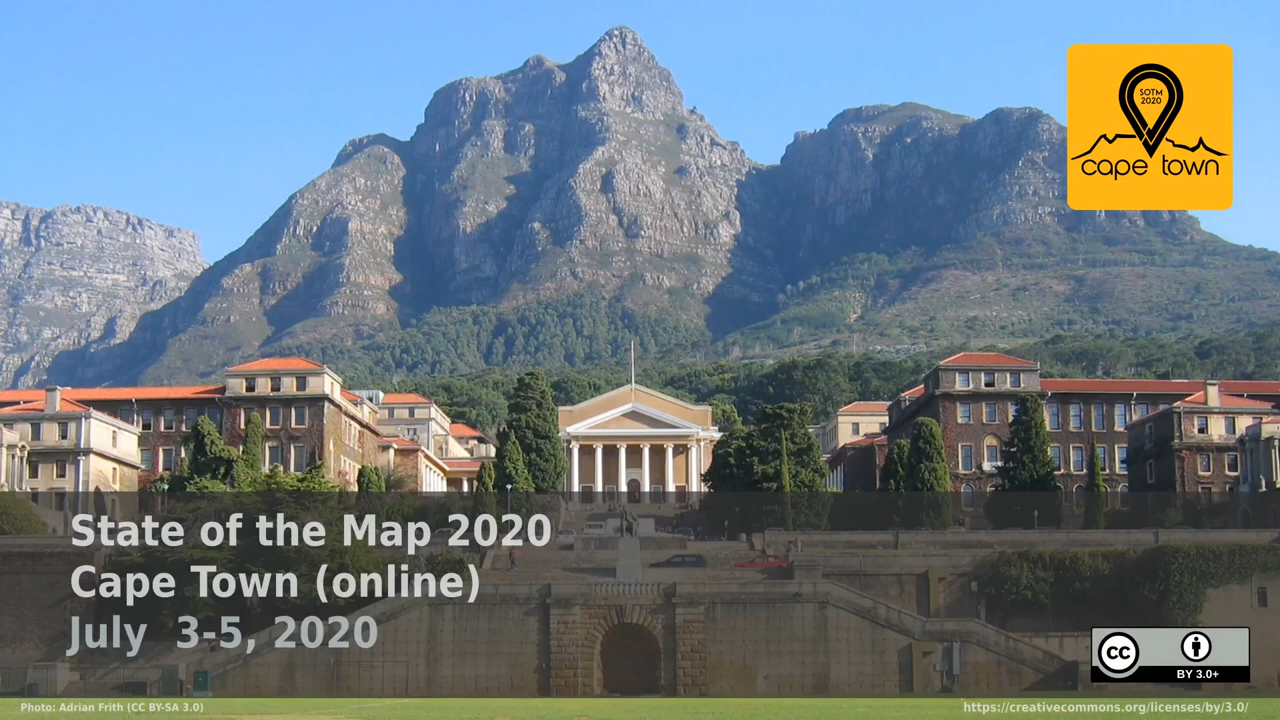 SOTM
2020
cape town
State of the Map 2020
Cape Town (online)
July 3-5, 2020
cc
BY 3.0+
Photo: Adrian Frith (CC BY-SA 3.0)
https://creativecommons.org/licenses/by/3.0/